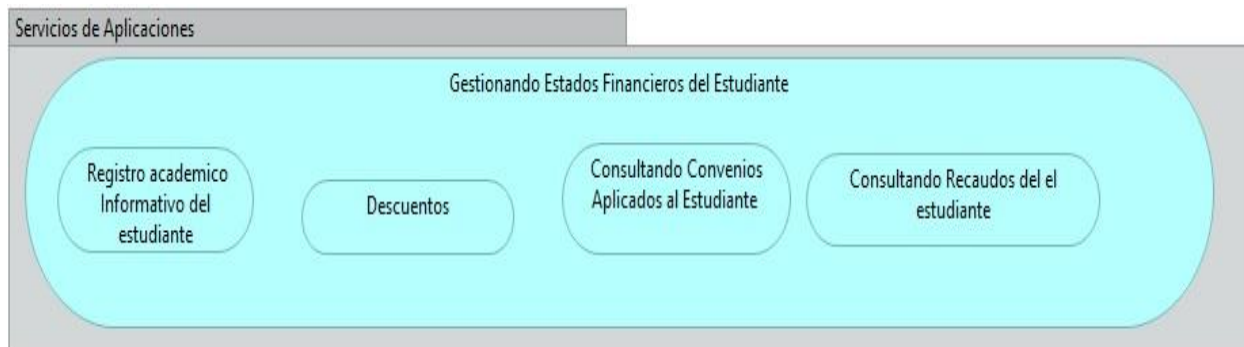 Servicios de Aplicaciones
Gestionando Estados Financieros del Estudiante
Registro academico
Informativo del
estudiante
Descuentos
Consultando Convenios
Aplicados al Estudiante
Consultando Recaudos del el
estudiante